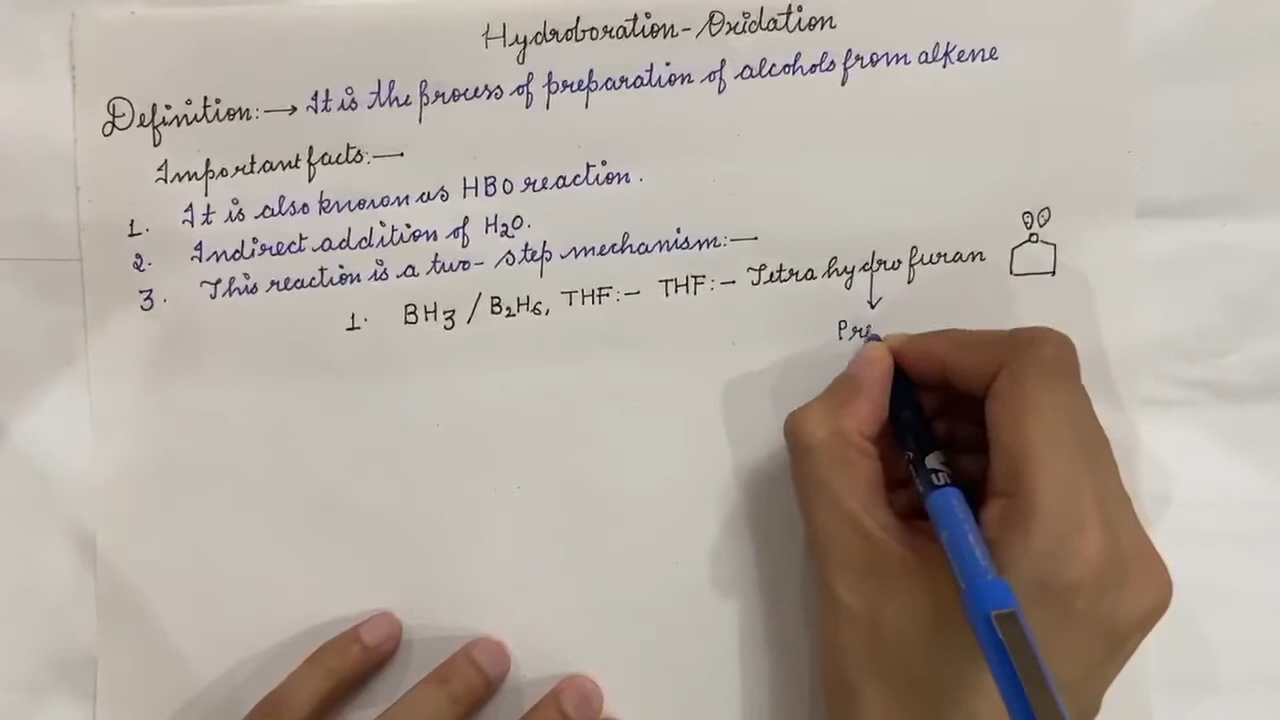 Hydroboration-Oxidation
Definition:→ It is the process of preparation of alcohols from alkene
Important facts:—
1. It is also known as HBO reaction.
2. Indirect addition of H₂O.
3. This reaction is a two-step mechanism:—
1. BH3 / B₂H₆, THF:- THF:- Tetra hydro furan
Pre